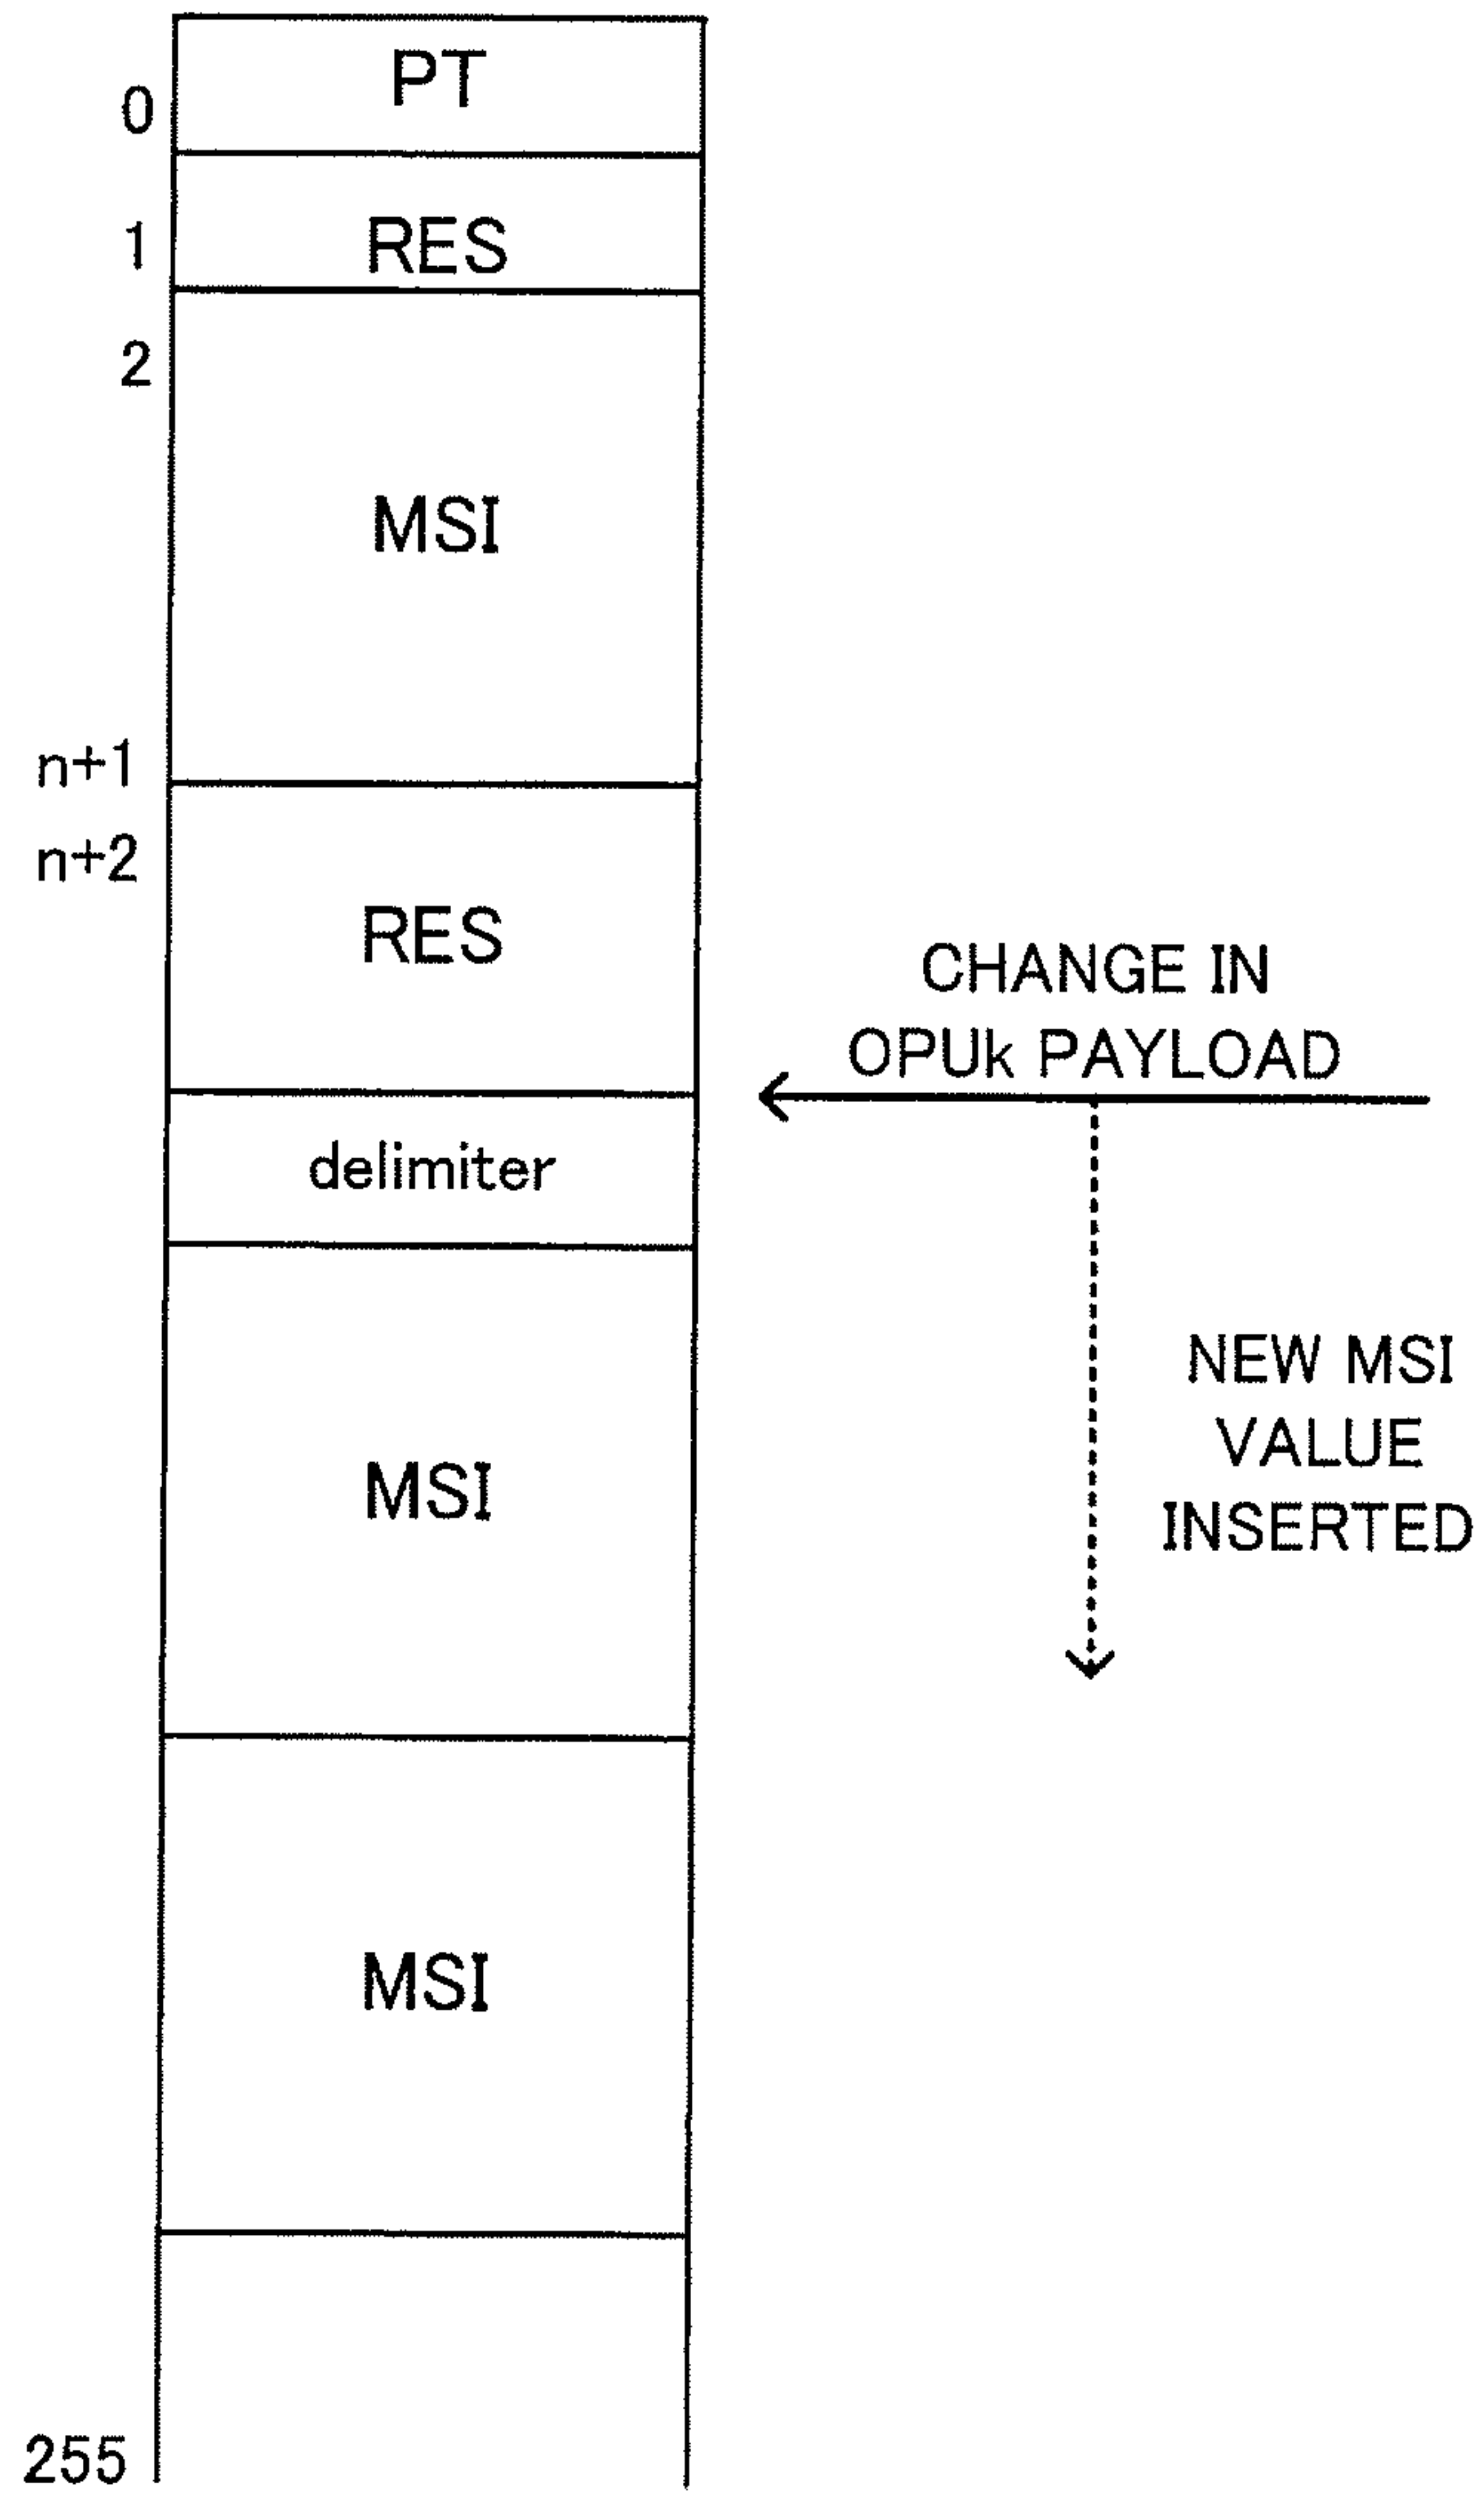 PT
0
RES
1
2
MSI
n+1
n+2
RES
CHANGE IN
OPUk PAYLOAD
delimiter
NEW MSI
VALUE
INSERTED
MSI
MSI
255